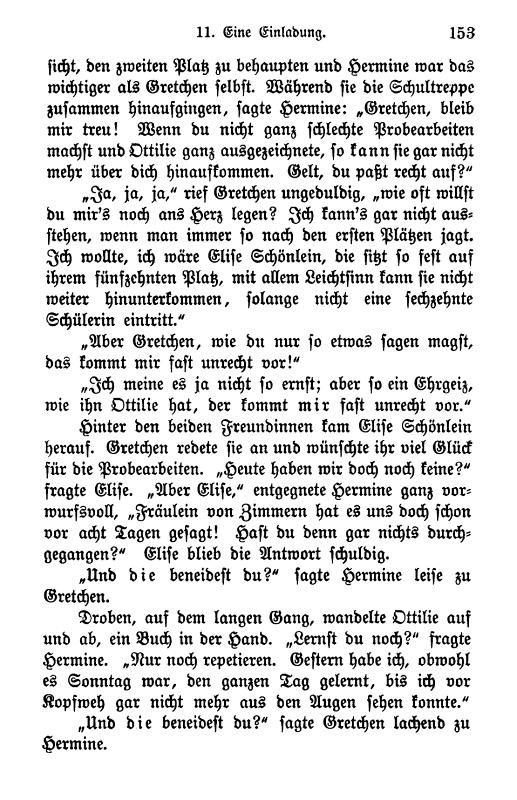 11. Eine Einladung. 153
sicht, den zweiten Platz zu behaupten und Hermine war das
wichtiger als Gretchen selbst. Während sie die Schultreppe
zusammen hinaufgingen, sagte Hermine: „Gretchen, bleib
mir treu! Wenn du nicht ganz schlechte Probearbeiten
machst und Ottilie ganz ausgezeichnete, so kann sie gar nicht
mehr über dich hinaufkommen. Gelt, du paßt recht auf?“
„Ja, ja, ja,“ rief Gretchen ungeduldig, „wie oft willst
du mir's noch ans Herz legen? Ich kann's gar nicht aus-
stehen, wenn man immer so nach den ersten Plätzen jagt.
Ich wollte, ich wäre Elise Schönlein, die sitzt so fest auf
ihrem fünfzehnten Platz, mit allem Leichtsinn kann sie nicht
weiter hinunterkommen, solange nicht eine sechzehnte
Schülerin eintritt.“
„Aber Gretchen, wie du nur so etwas sagen magst,
das kommt mir fast unrecht vor!“
„Ich meine es ja nicht so ernst; aber so ein Ehrgeiz,
wie ihn Ottilie hat, der kommt mir fast unrecht vor.“
Hinter den beiden Freundinnen kam Elise Schönlein
herauf. Gretchen redete sie an und wünschte ihr viel Glück
für die Probearbeiten. „Heute haben wir doch noch keine?“
fragte Elise. „Aber Elise,“ entgegnete Hermine ganz vor-
wurfsvoll, „Fräulein von Zimmern hat es uns doch schon
vor acht Tagen gesagt! Hast du denn gar nichts durch-
gegangen?“ Elise blieb die Antwort schuldig.
„Und die beneidest du?“ sagte Hermine leise zu
Gretchen.
Droben, auf dem langen Gang, wandelte Ottilie auf
und ab, ein Buch in der Hand. „Lernst du noch?“ fragte
Hermine. „Nur noch repetieren. Gestern habe ich, obwohl
es Sonntag war, den ganzen Tag gelernt, bis ich vor
Kopfweh gar nicht mehr aus den Augen sehen konnte.“
„Und die beneidest du?“ sagte Gretchen lachend zu
Hermine.